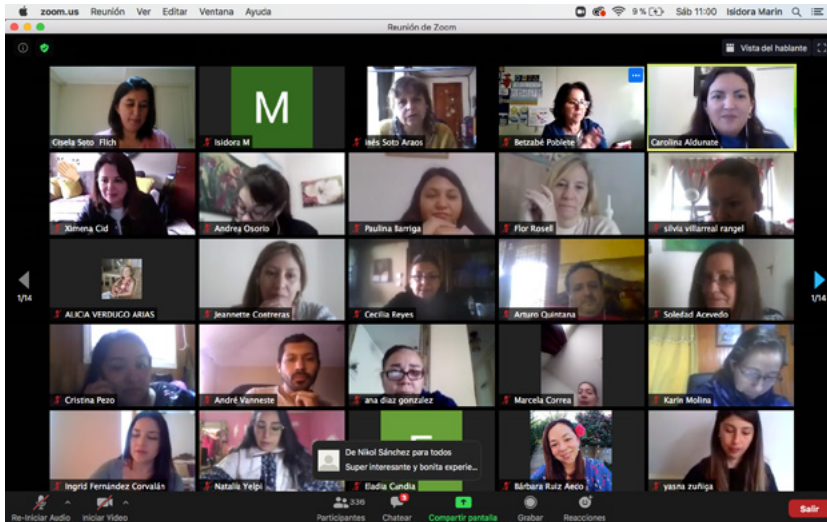 zoom.us Reunión Ver Editar Ventana Ayuda 9 % Sáb 11:00 Isidora Marin
Reunión de Zoom
Vista del hablante
M
Gisela Soto Flich Isidora M Inés Soto Araos Betzabé Poblete Carolina Aldunate
Ximena Cid Andrea Osorio Paulina Barriga Flor Rosell silvia villarreal rangel
1/14 1/14
ALICIA VERDUGO ARIAS Jeannette Contreras Cecilia Reyes Arturo Quintana Soledad Acevedo
Cristina Pezo André Vanneste ana diaz gonzalez Marcela Correa Karin Molina
De Nikol Sánchez para todos
Super interesante y bonita experie...
Ingrid Fernández Corvalán Natalia Yelpi Eladia Candia Bárbara Ruiz Aedo yasna zuñiga
336 3
Re-Iniciar Audio Iniciar Video Participantes Chatear Compartir pantalla Grabar Reacciones Salir